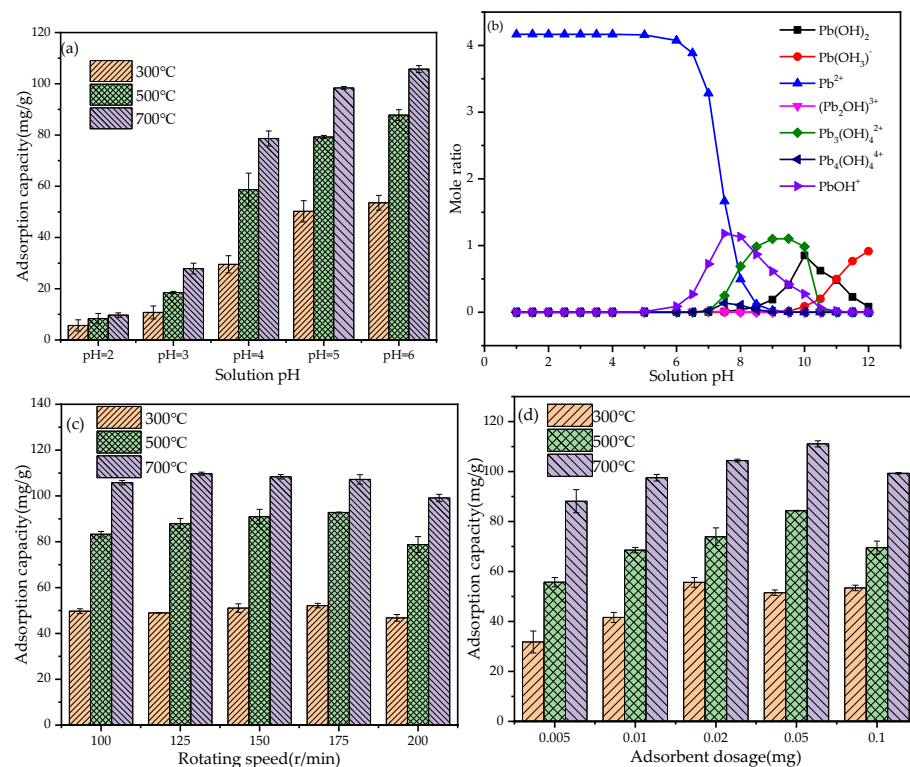 (a)
300°C
500°C
700°C
120
100
80
60
40
20
0
Adsorption capacity(mg/g)
pH=2 pH=3 pH=4 pH=5 pH=6
Solution pH
(b)
Pb(OH)₂
Pb(OH₃)⁻
Pb²⁺
(Pb₂OH)³⁺
Pb₃(OH)₄²⁺
Pb₄(OH)₄⁴⁺
PbOH⁺
4
3
2
1
0
Mole ratio
0 2 4 6 8 10 12
Solution pH
(c)
300°C
500°C
700°C
140
120
100
80
60
40
20
0
Adsorption capacity(mg/g)
100 125 150 175 200
Rotating speed(r/min)
(d)
300°C
500°C
700°C
120
100
80
60
40
20
0
Adsorption capacity(mg/g)
0.005 0.01 0.02 0.05 0.1
Adsorbent dosage(mg)